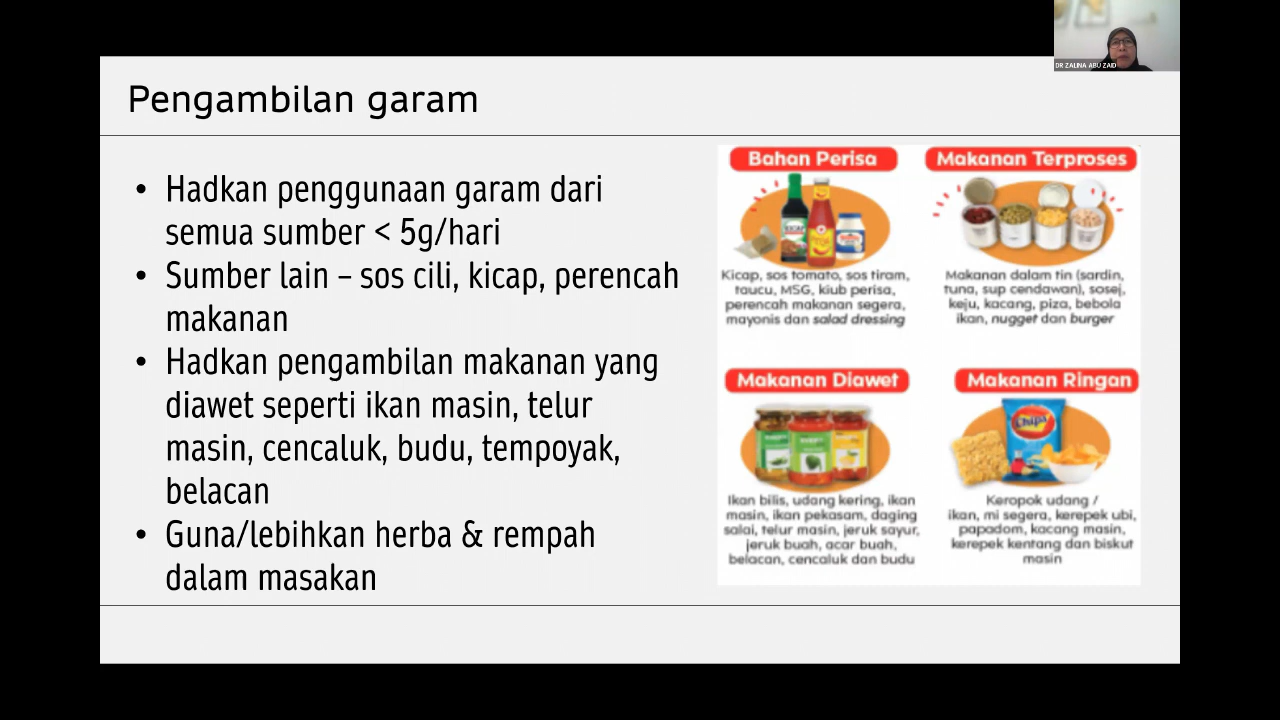 DR ZALINA ABU ZAID
Pengambilan garam
• Hadkan penggunaan garam dari
semua sumber < 5g/hari
• Sumber lain – sos cili, kicap, perencah
makanan
• Hadkan pengambilan makanan yang
diawet seperti ikan masin, telur
masin, cencaluk, budu, tempoyak,
belacan
• Guna/lebihkan herba & rempah
dalam masakan
Bahan Perisa
KICAP
Kicap, sos tomato, sos tiram,
taucu, MSG, kiub perisa,
perencah makanan segera,
mayonis dan salad dressing
Makanan Terproses
Makanan dalam tin (sardin,
tuna, sup cendawan), sosej,
keju, kacang, piza, bebola
ikan, nugget dan burger
Makanan Diawet
Ikan bilis, udang kering, ikan
masin, ikan pekasam, daging
salai, telur masin, jeruk sayur,
jeruk buah, acar buah,
belacan, cencaluk dan budu
Makanan Ringan
Chips
Keropok udang /
ikan, mi segera, kerepek ubi,
papadom, kacang masin,
kerepek kentang dan biskut
masin